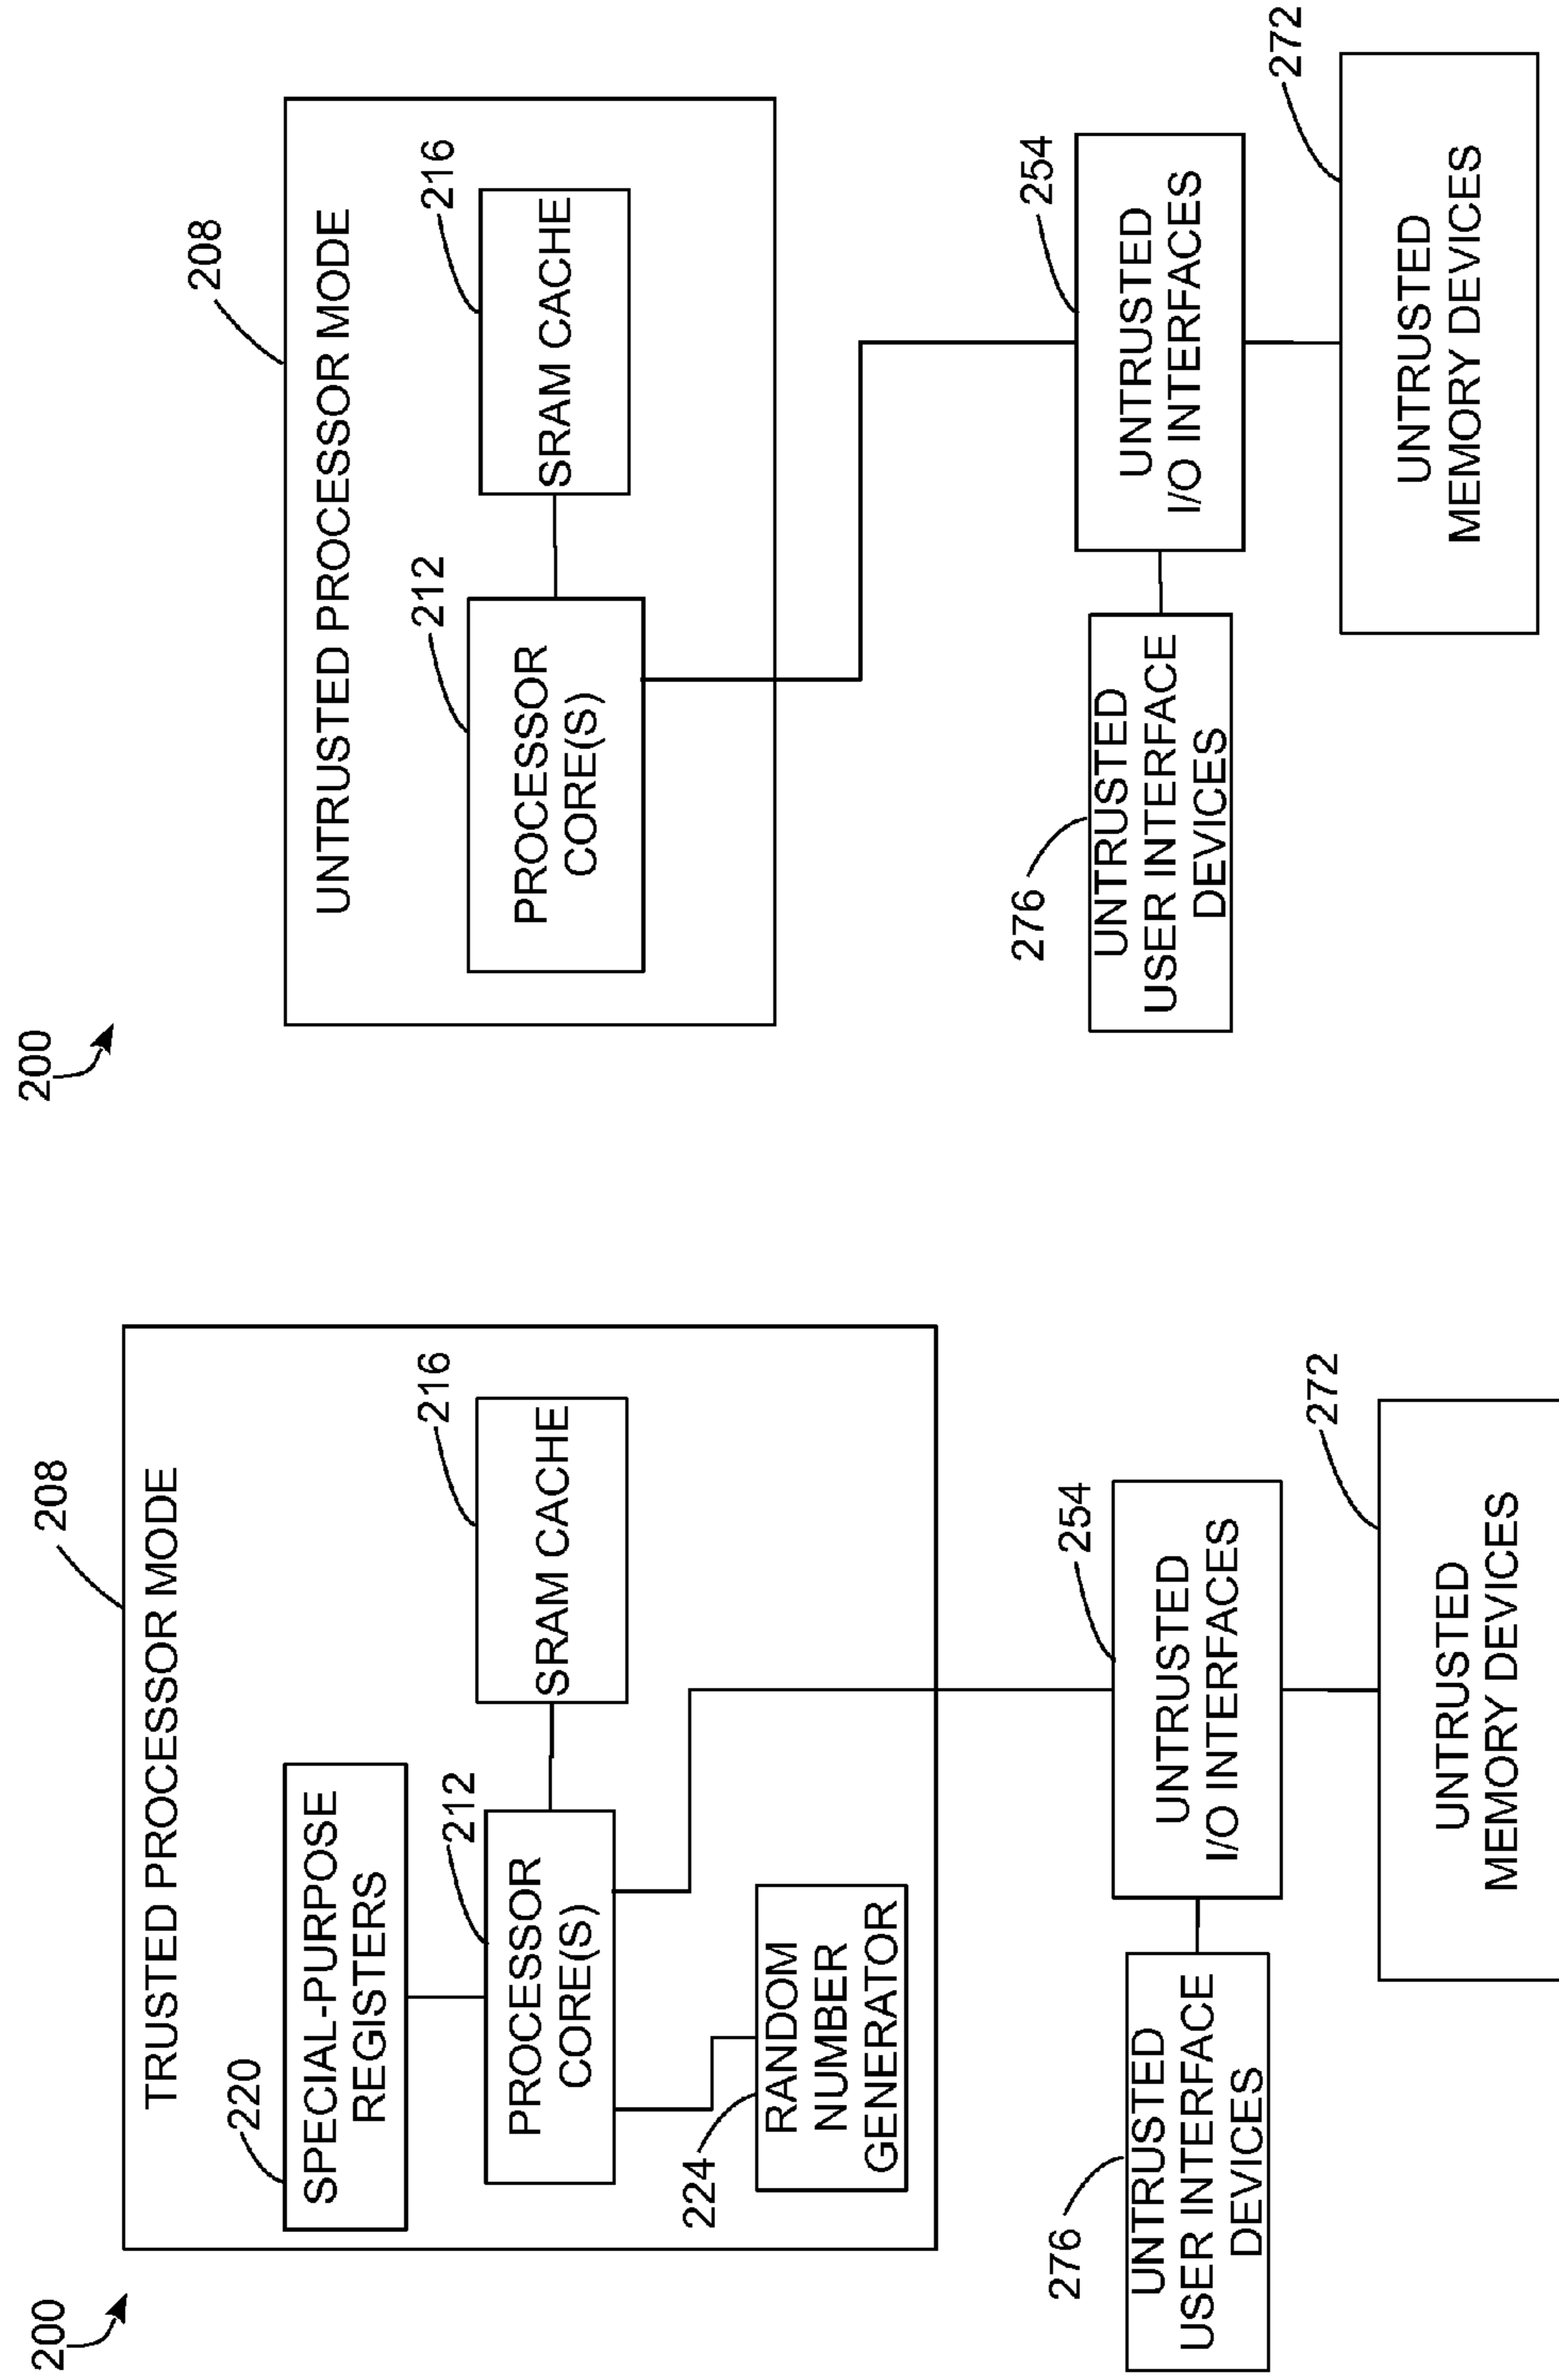 200
208
TRUSTED PROCESSOR MODE
220
SPECIAL-PURPOSE
REGISTERS
212
PROCESSOR
CORE(S)
216
SRAM CACHE
224
RANDOM
NUMBER
GENERATOR
254
UNTRUSTED
I/O INTERFACES
276
UNTRUSTED
USER INTERFACE
DEVICES
272
UNTRUSTED
MEMORY DEVICES
200
208
UNTRUSTED PROCESSOR MODE
212
PROCESSOR
CORE(S)
216
SRAM CACHE
254
UNTRUSTED
I/O INTERFACES
276
UNTRUSTED
USER INTERFACE
DEVICES
272
UNTRUSTED
MEMORY DEVICES